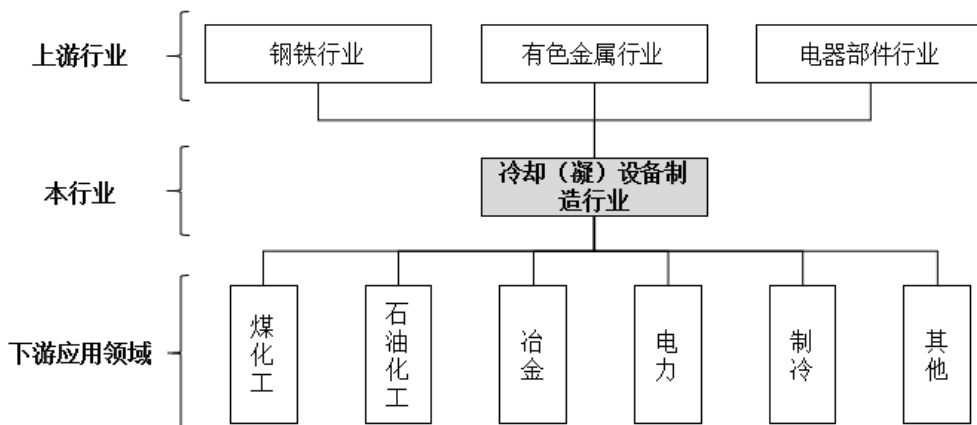 上游行业
钢铁行业
有色金属行业
电器部件行业
本行业
冷却（凝）设备制
造行业
下游应用领域
煤化工
石油化工
冶金
电力
制冷
其他